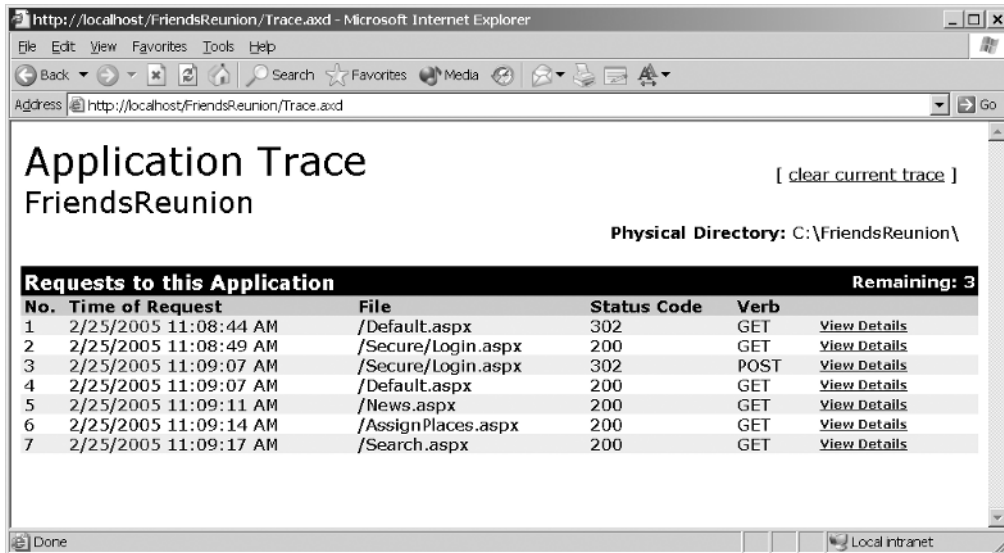 http://localhost/FriendsReunion/Trace.axd - Microsoft Internet Explorer
File Edit View Favorites Tools Help
Back Search Favorites Media
Address http://localhost/FriendsReunion/Trace.axd Go
Application Trace
[ clear current trace ]
FriendsReunion
Physical Directory: C:\FriendsReunion\
Requests to this Application Remaining: 3
No. Time of Request File Status Code Verb
1 2/25/2005 11:08:44 AM /Default.aspx 302 GET View Details
2 2/25/2005 11:08:49 AM /Secure/Login.aspx 200 GET View Details
3 2/25/2005 11:09:07 AM /Secure/Login.aspx 302 POST View Details
4 2/25/2005 11:09:07 AM /Default.aspx 200 GET View Details
5 2/25/2005 11:09:11 AM /News.aspx 200 GET View Details
6 2/25/2005 11:09:14 AM /AssignPlaces.aspx 200 GET View Details
7 2/25/2005 11:09:17 AM /Search.aspx 200 GET View Details
Done Local intranet